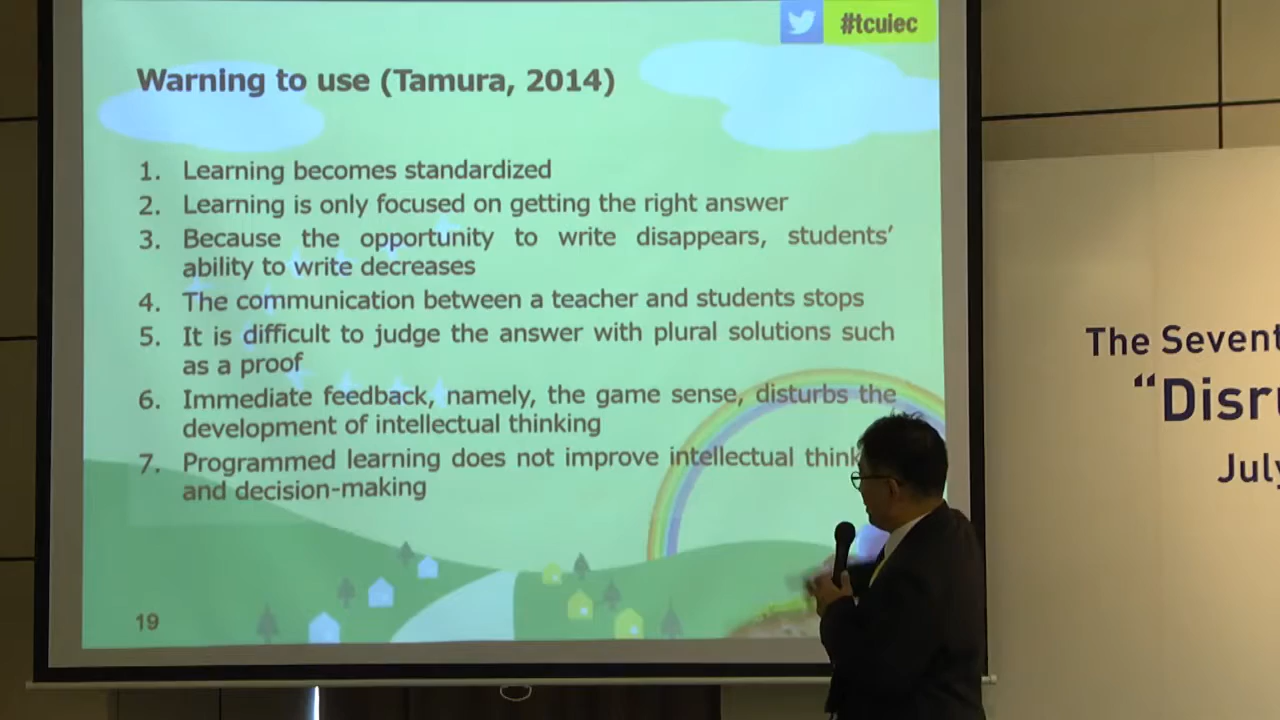 #tcuiec
Warning to use (Tamura, 2014)
1. Learning becomes standardized
2. Learning is only focused on getting the right answer
3. Because the opportunity to write disappears, students'
ability to write decreases
4. The communication between a teacher and students stops
5. It is difficult to judge the answer with plural solutions such
as a proof
6. Immediate feedback, namely, the game sense, disturbs the
development of intellectual thinking
7. Programmed learning does not improve intellectual think
and decision-making
19
The Sevent
"Disr
July